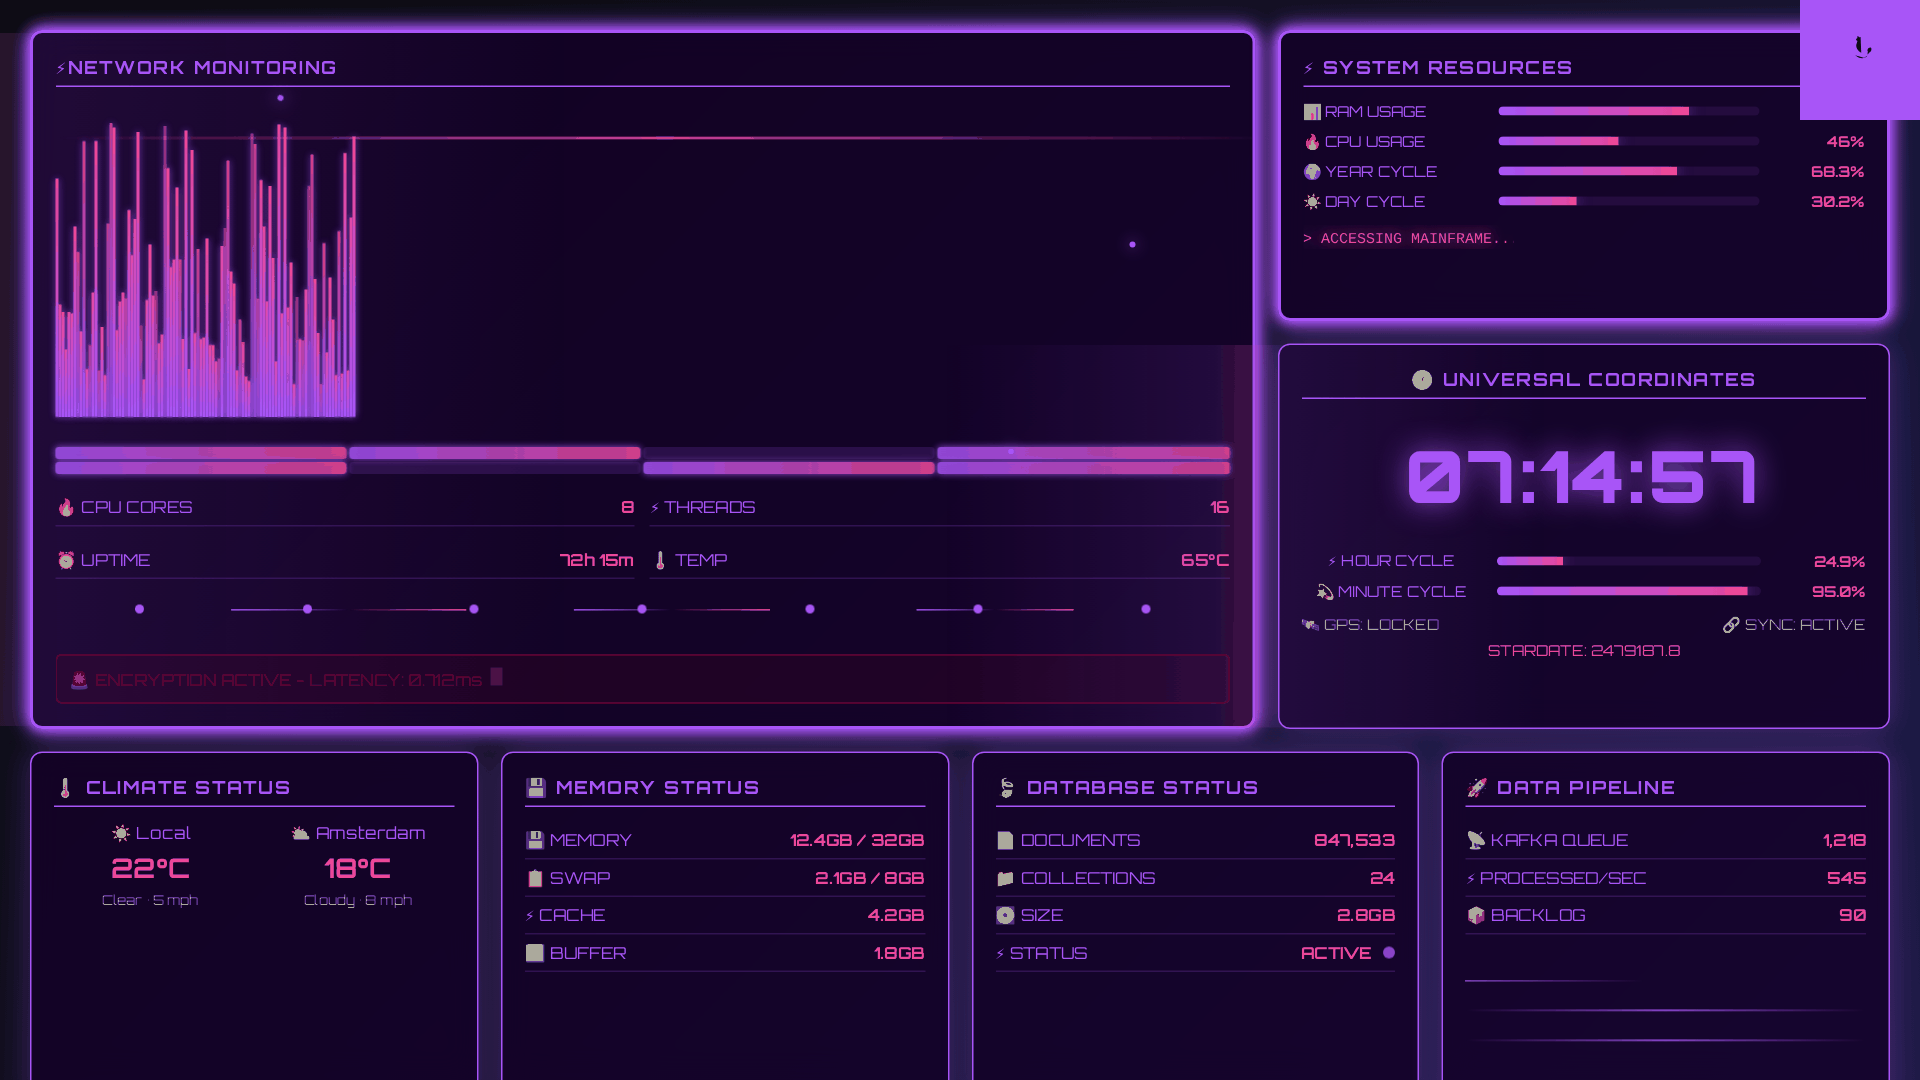 ⚡NETWORK MONITORING
🔥 CPU CORES 8
⚡ THREADS 16
⏰ UPTIME 72h 15m
🌡 TEMP 65°C
🚨 ENCRYPTION ACTIVE - LATENCY: 0.712ms
⚡ SYSTEM RESOURCES
📊 RAM USAGE
🔥 CPU USAGE 46%
🌍 YEAR CYCLE 68.3%
☀ DAY CYCLE 30.2%
> ACCESSING MAINFRAME..
UNIVERSAL COORDINATES
07:14:57
⚡ HOUR CYCLE 24.9%
💫 MINUTE CYCLE 95.0%
🛰 GPS: LOCKED
🔗 SYNC: ACTIVE
STARDATE: 2479187.8
🌡 CLIMATE STATUS
☀ Local
22°C
Clear · 5 mph
⛅ Amsterdam
18°C
Cloudy · 8 mph
💾 MEMORY STATUS
💾 MEMORY 12.4GB / 32GB
📋 SWAP 2.1GB / 8GB
⚡ CACHE 4.2GB
BUFFER 1.8GB
🍃 DATABASE STATUS
📄 DOCUMENTS 847,533
📁 COLLECTIONS 24
💽 SIZE 2.8GB
⚡ STATUS ACTIVE
🚀 DATA PIPELINE
📡 KAFKA QUEUE 1,218
⚡ PROCESSED/SEC 545
📦 BACKLOG 90